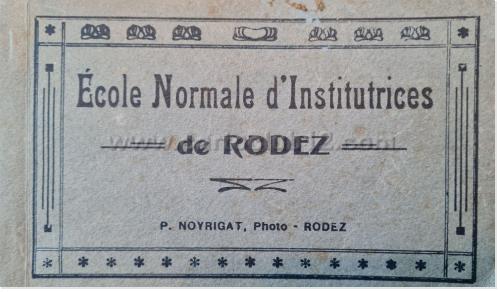 École Normale d'Institutrices
de RODEZ
P. NOYRIGAT, Photo - RODEZ